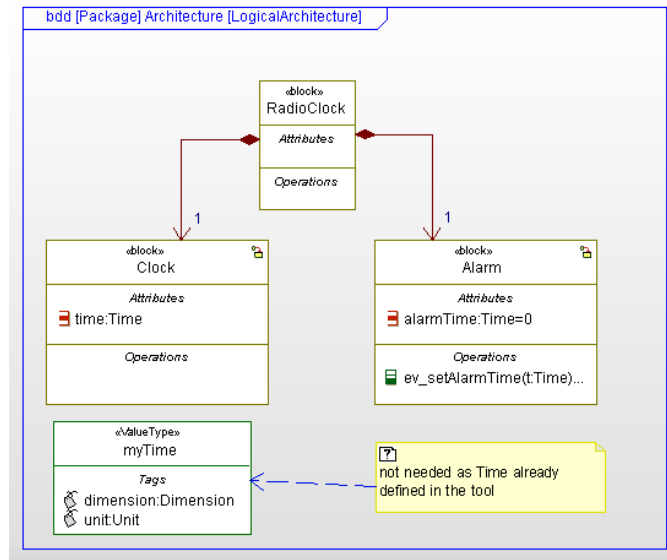 bdd [Package] Architecture [LogicalArchitecture]
«block»
RadioClock
Attributes
Operations
1
1
«block»
Clock
Attributes
time:Time
Operations
«block»
Alarm
Attributes
alarmTime:Time=0
Operations
ev_setAlarmTime(t:Time)...
«ValueType»
myTime
Tags
dimension:Dimension
unit:Unit
?
not needed as Time already
defined in the tool